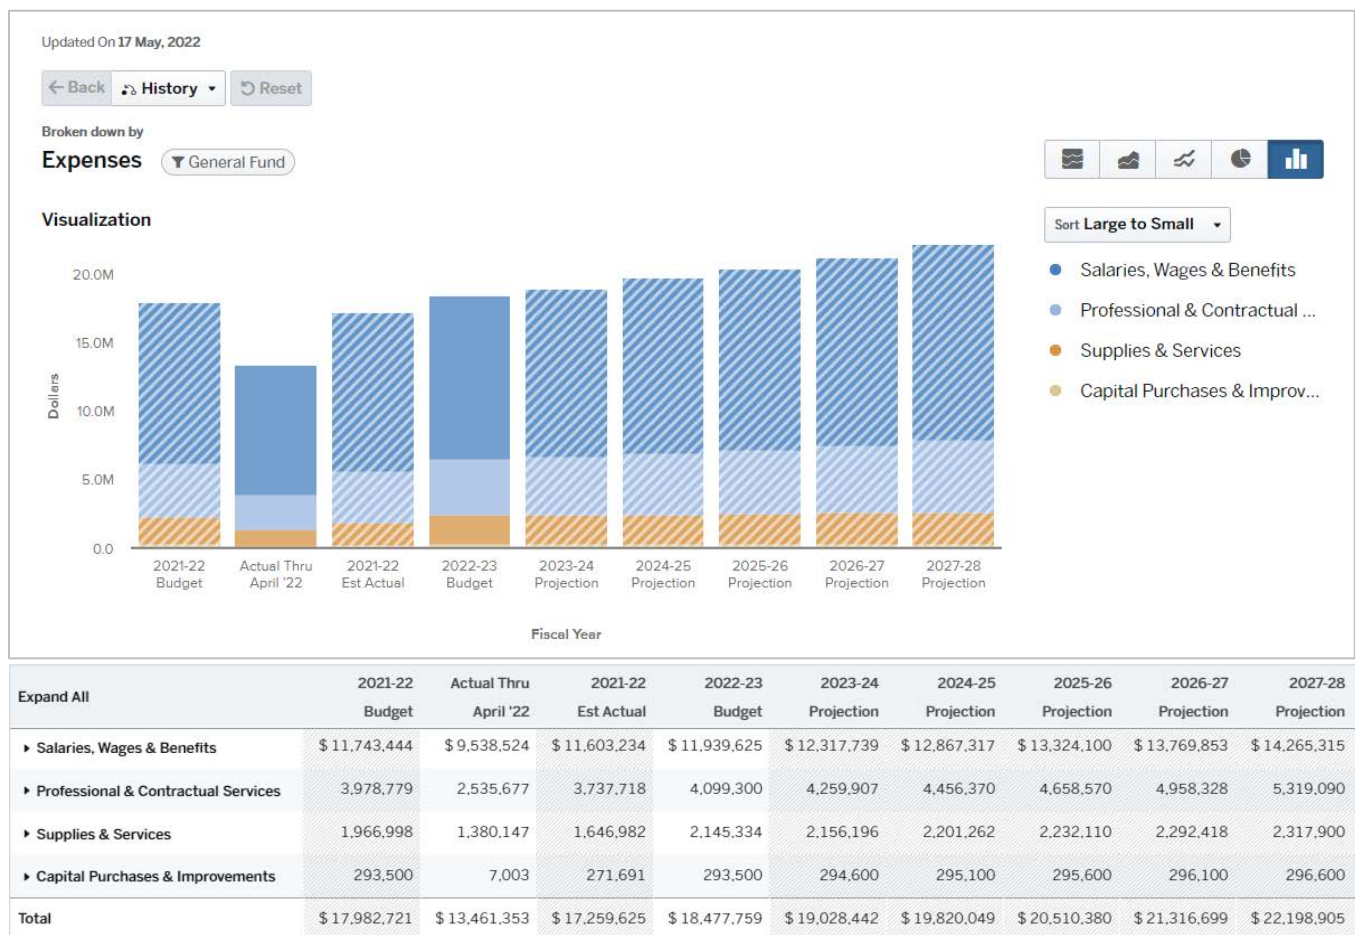 Updated On 17 May, 2022
Back History Reset
Broken down by
Expenses General Fund
Visualization
Sort Large to Small
Salaries, Wages & Benefits
Professional & Contractual ...
Supplies & Services
Capital Purchases & Improv...
Dollars
20.0M
15.0M
10.0M
5.0M
0.0
2021-22 Budget
Actual Thru April '22
2021-22 Est Actual
2022-23 Budget
2023-24 Projection
2024-25 Projection
2025-26 Projection
2026-27 Projection
2027-28 Projection
Fiscal Year
Expand All
2021-22 Budget
Actual Thru April '22
2021-22 Est Actual
2022-23 Budget
2023-24 Projection
2024-25 Projection
2025-26 Projection
2026-27 Projection
2027-28 Projection
Salaries, Wages & Benefits $ 11,743,444 $ 9,538,524 $ 11,603,234 $ 11,939,625 $ 12,317,739 $ 12,867,317 $ 13,324,100 $ 13,769,853 $ 14,265,315
Professional & Contractual Services 3,978,779 2,535,677 3,737,718 4,099,300 4,259,907 4,456,370 4,658,570 4,958,328 5,319,090
Supplies & Services 1,966,998 1,380,147 1,646,982 2,145,334 2,156,196 2,201,262 2,232,110 2,292,418 2,317,900
Capital Purchases & Improvements 293,500 7,003 271,691 293,500 294,600 295,100 295,600 296,100 296,600
Total $ 17,982,721 $ 13,461,353 $ 17,259,625 $ 18,477,759 $ 19,028,442 $ 19,820,049 $ 20,510,380 $ 21,316,699 $ 22,198,905